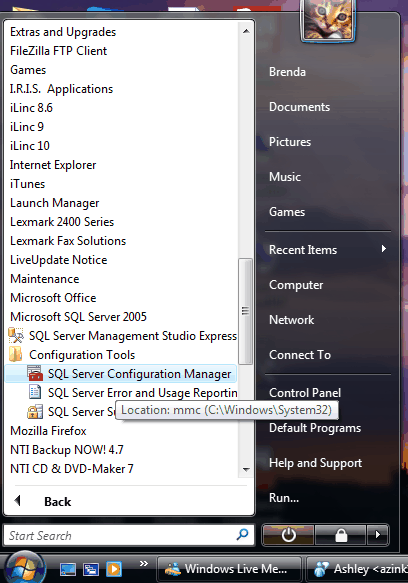 Extras and Upgrades
FileZilla FTP Client
Games
I.R.I.S. Applications
iLinc 8.6
iLinc 9
iLinc 10
Internet Explorer
iTunes
Launch Manager
Lexmark 2400 Series
Lexmark Fax Solutions
LiveUpdate Notice
Maintenance
Microsoft Office
Microsoft SQL Server 2005
SQL Server Management Studio Express
Configuration Tools
SQL Server Configuration Manager
SQL Server Error and Usage Reportin
SQL Server
Location: mmc (C:\Windows\System32)
Mozilla Firefox
NTI Backup NOW! 4.7
NTI CD & DVD-Maker 7
Back
Start Search
Brenda
Documents
Pictures
Music
Games
Recent Items
Computer
Network
Connect To
Control Panel
Default Programs
Help and Support
Run...
Windows Live Me...
Ashley <azink